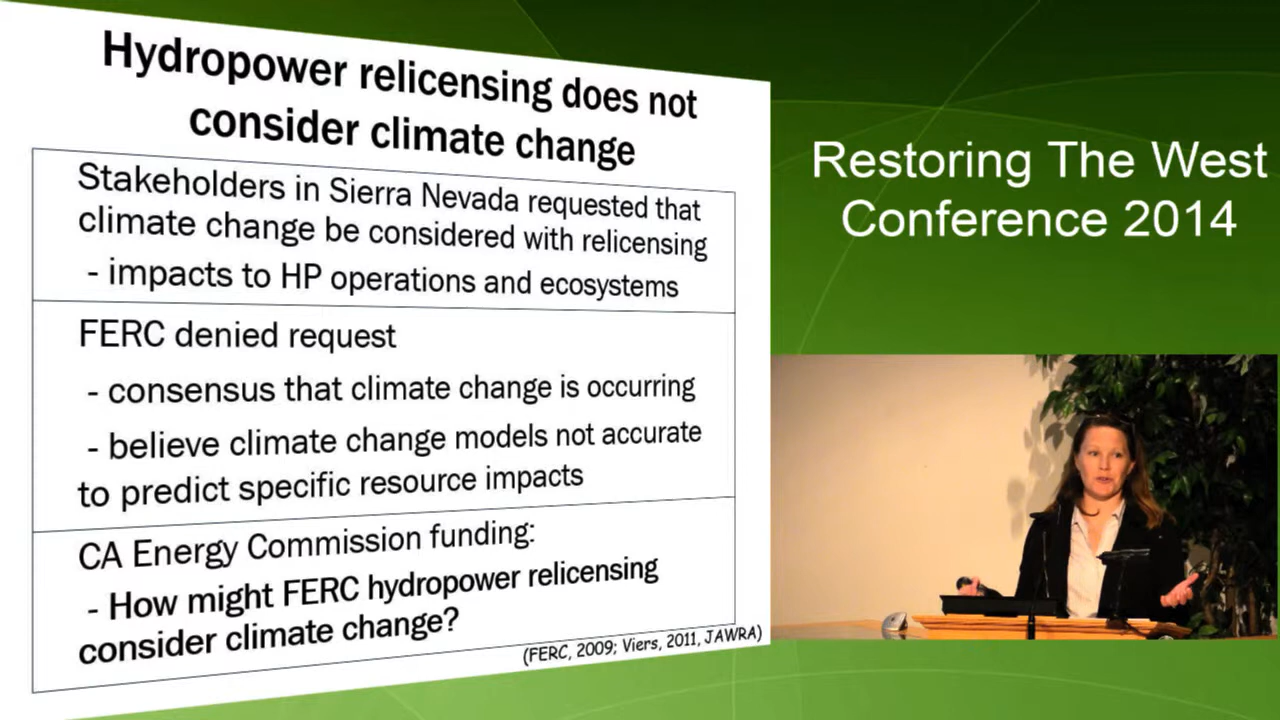 Hydropower relicensing does not
consider climate change
Stakeholders in Sierra Nevada requested that
climate change be considered with relicensing
- impacts to HP operations and ecosystems
FERC denied request
- consensus that climate change is occurring
- believe climate change models not accurate
to predict specific resource impacts
CA Energy Commission funding:
- How might FERC hydropower relicensing
consider climate change?
(FERC, 2009; Viers, 2011, JAWRA)
Restoring The West
Conference 2014